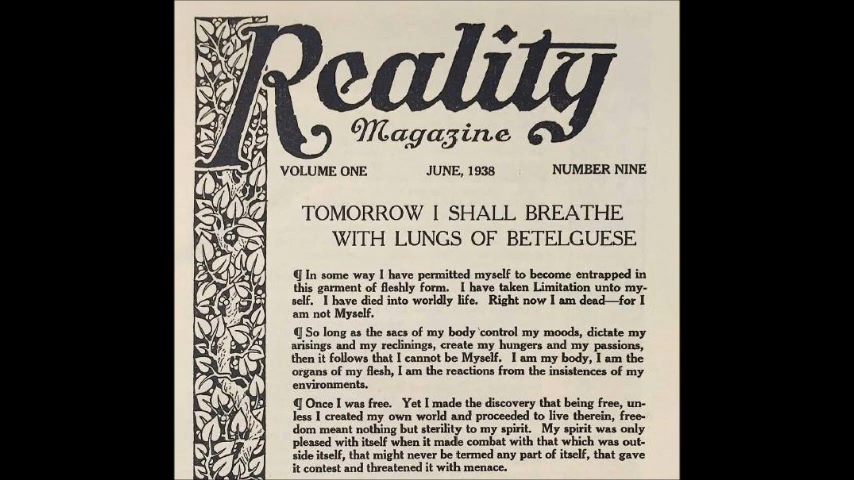 Reality
Magazine
VOLUME ONE JUNE, 1938 NUMBER NINE
TOMORROW I SHALL BREATHE
WITH LUNGS OF BETELGUESE
¶ In some way I have permitted myself to become entrapped in
this garment of fleshly form. I have taken Limitation unto my-
self. I have died into worldly life. Right now I am dead—for I
am not Myself.
¶ So long as the sacs of my body control my moods, dictate my
arisings and my reclinings, create my hungers and my passions,
then it follows that I cannot be Myself. I am my body, I am the
organs of my flesh, I am the reactions from the insistences of my
environments.
¶ Once I was free. Yet I made the discovery that being free, un-
less I created my own world and proceeded to live therein, free-
dom meant nothing but sterility to my spirit. My spirit was only
pleased with itself when it made combat with that which was out-
side itself, that might never be termed any part of itself, that gave
it contest and threatened it with menace.